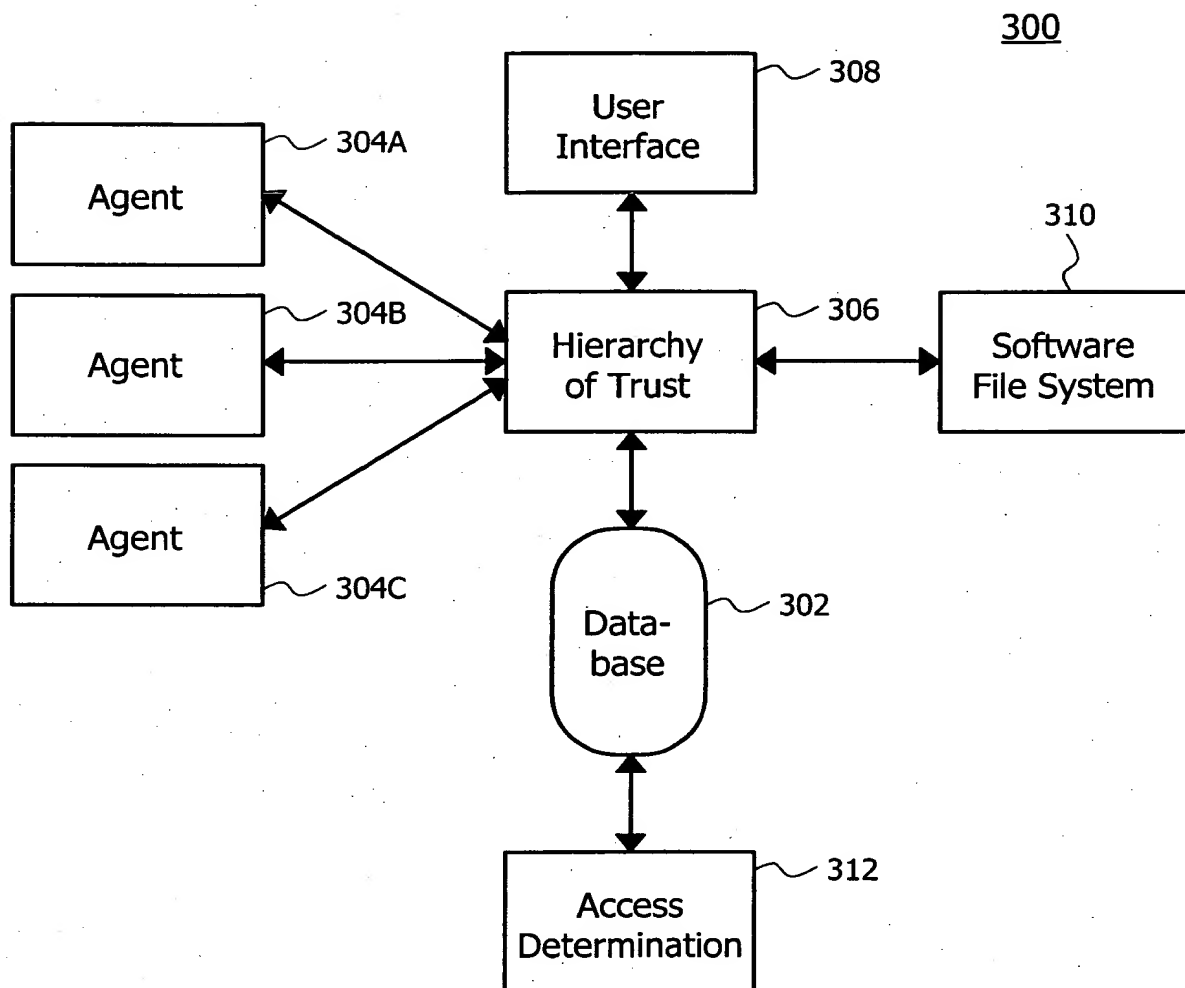 300
User
Interface
308
Agent
304A
310
Agent
304B
Hierarchy
of Trust
306
Software
File System
Agent
304C
Data-
base
302
Access
Determination
312